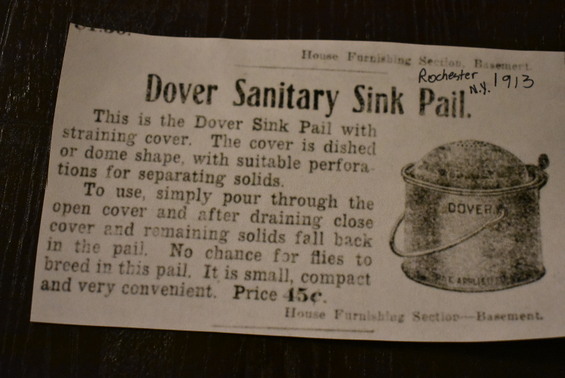 $1.50.
House Furnishing Section, Basement.
Rochester N.Y. 1913
Dover Sanitary Sink Pail.
This is the Dover Sink Pail with
straining cover. The cover is dished
or dome shape, with suitable perfora-
tions for separating solids.
To use, simply pour through the
open cover and after draining close
cover and remaining solids fall back
in the pail. No chance for flies to
breed in this pail. It is small, compact
and very convenient. Price 45c.
House Furnishing Section—Basement.
DOVER